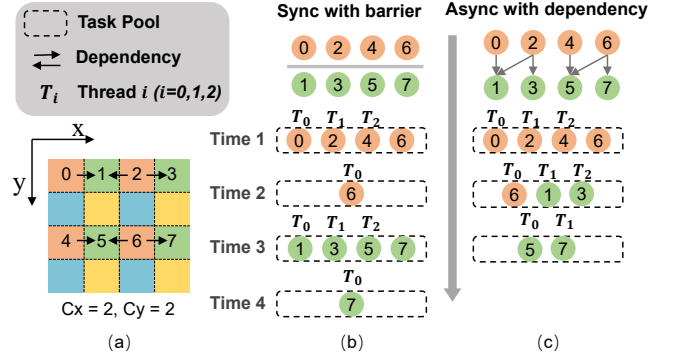 Task Pool
Dependency
T_i Thread i (i=0,1,2)
x
y
0 1 2 3
4 5 6 7
Cx = 2, Cy = 2
(a)
Sync with barrier
0 2 4 6
1 3 5 7
Time 1
T_0 T_1 T_2
0 2 4 6
Time 2
T_0
6
Time 3
T_0 T_1 T_2
1 3 5 7
Time 4
T_0
7
(b)
Async with dependency
0 2 4 6
1 3 5 7
T_0 T_1 T_2
0 2 4 6
T_0 T_1 T_2
6 1 3
T_0 T_1
5 7
(c)